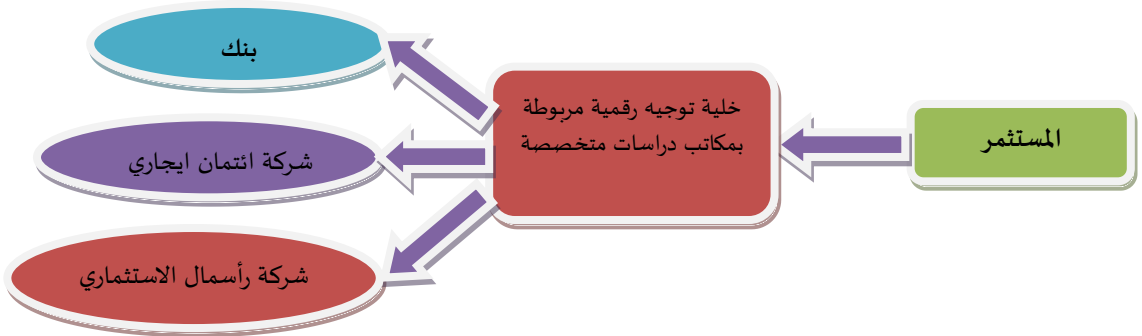 المستثمر
خلية توجيه رقمية مربوطة
بمكاتب دراسات متخصصة
بنك
شركة ائتمان ايجاري
شركة رأسمال الاستثماري